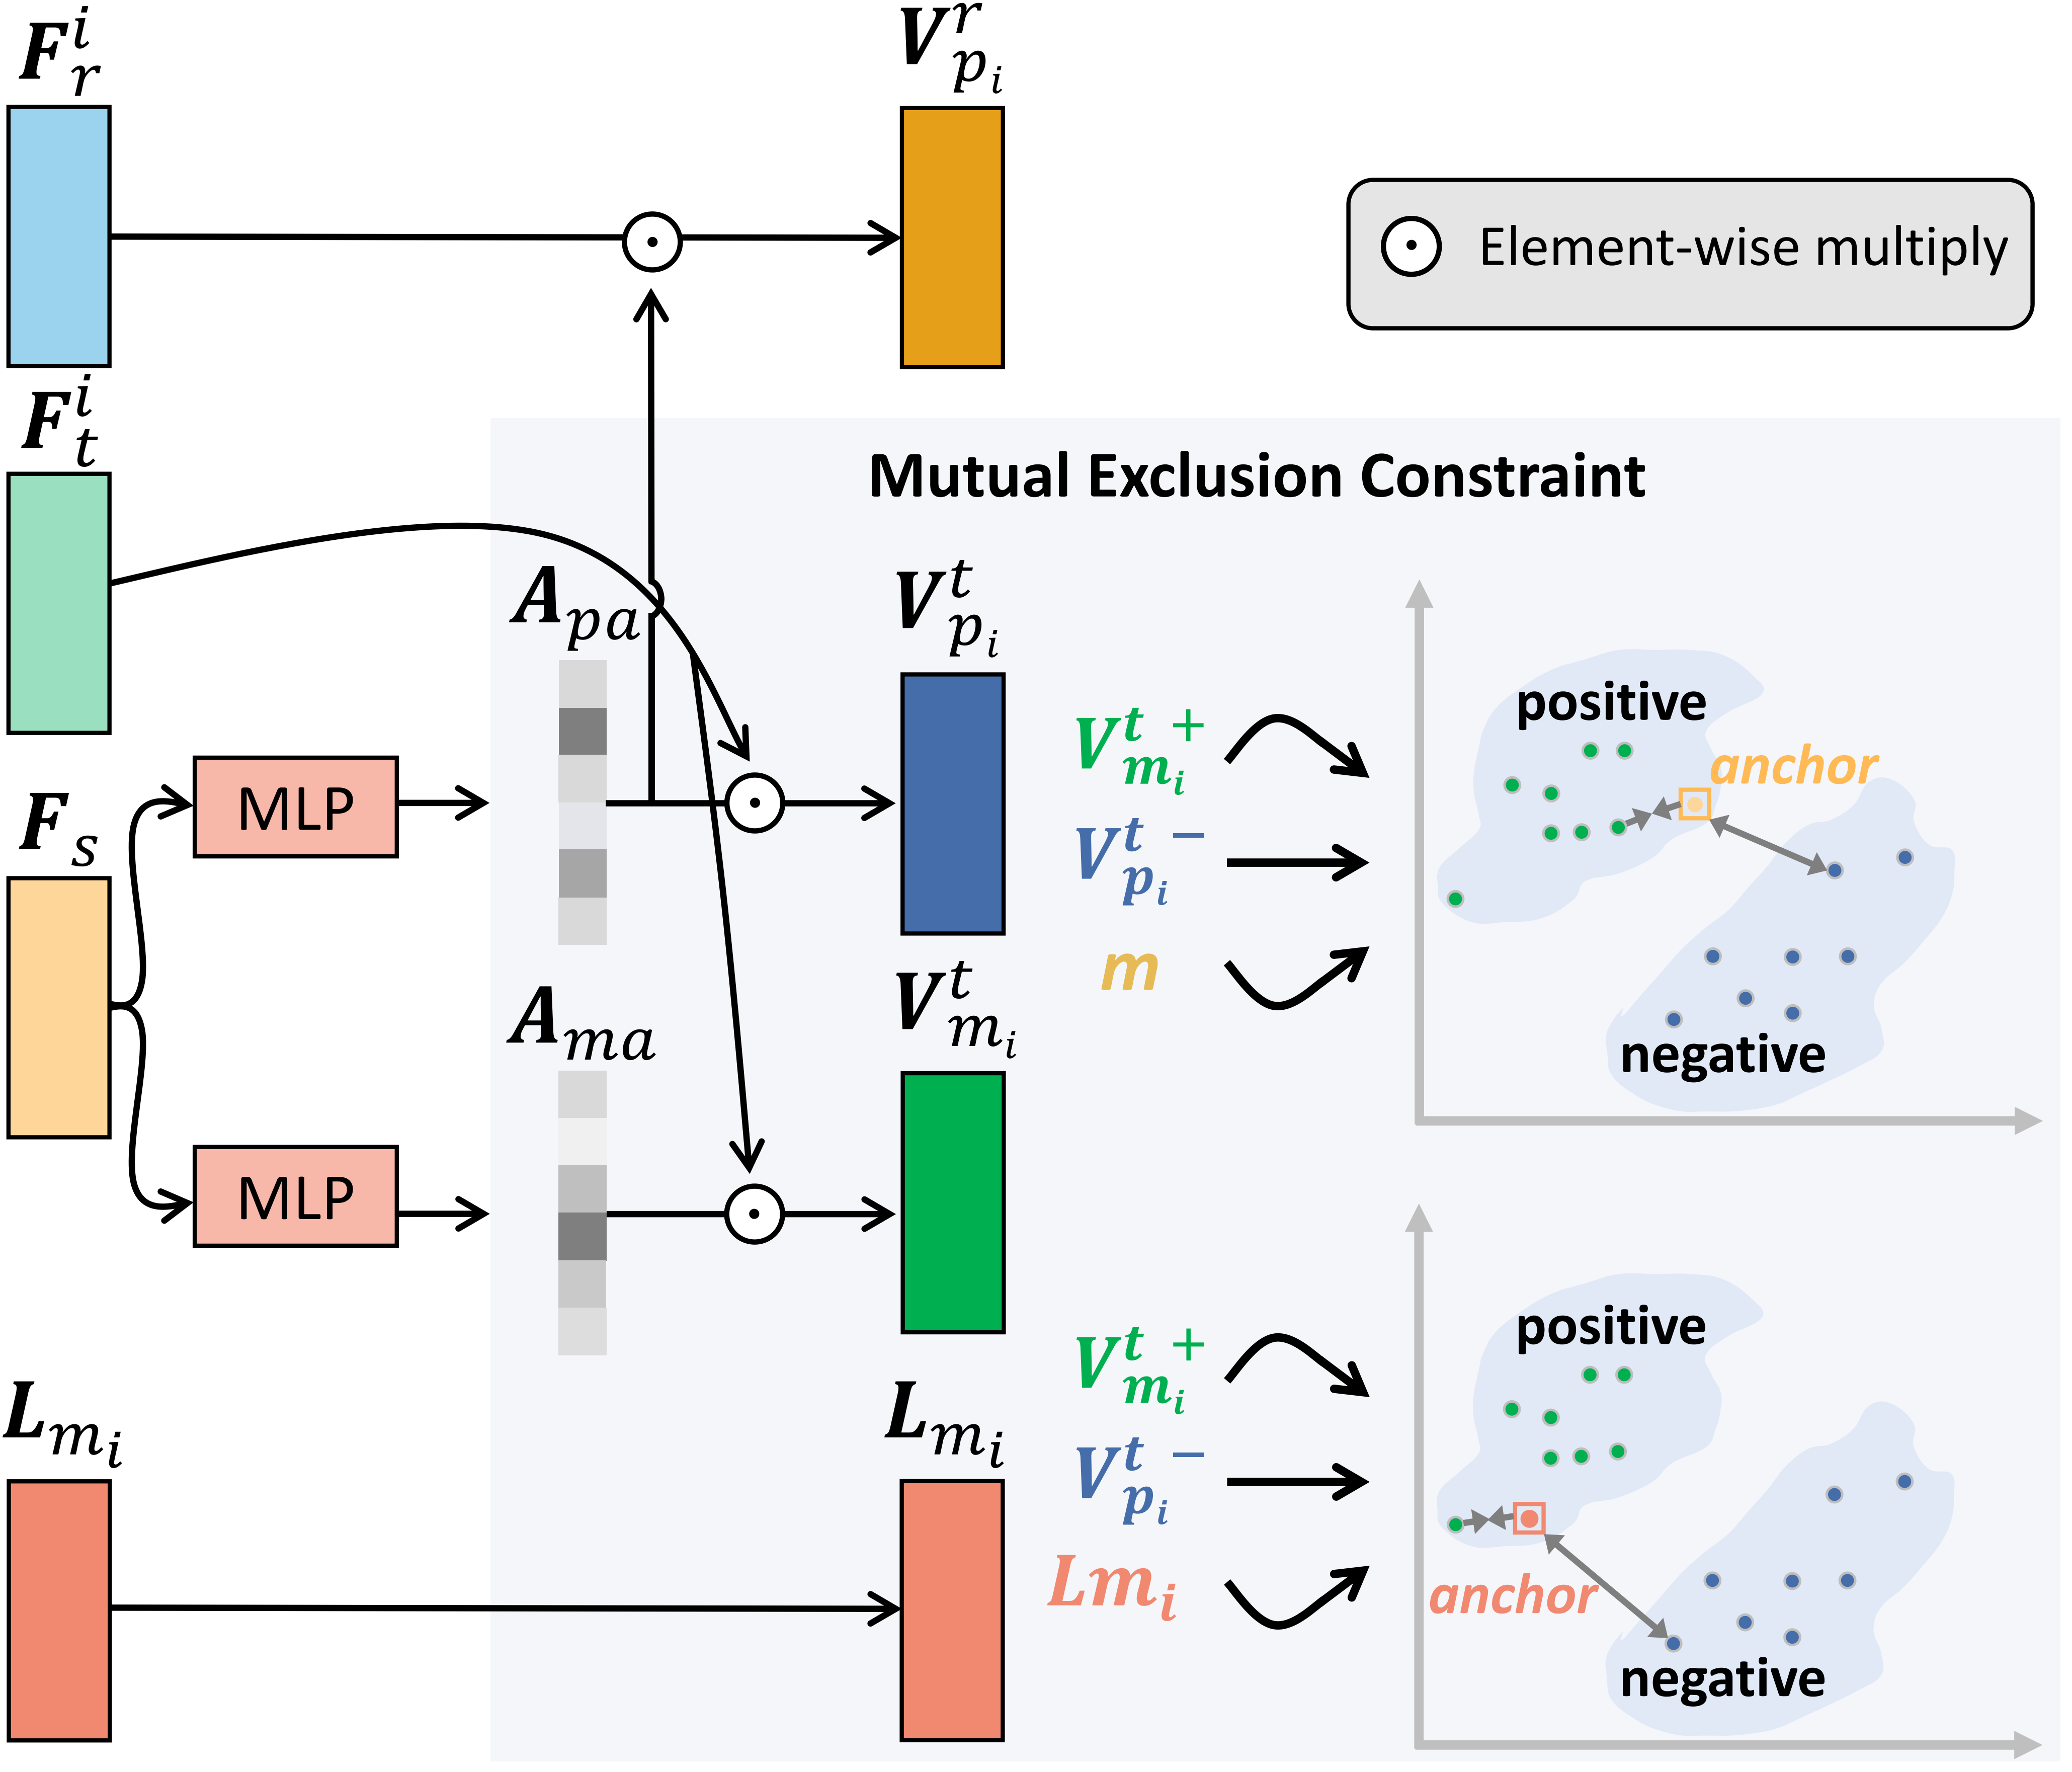 F_r^i
V_{p_i}^r
⊙ Element-wise multiply
F_t^i
Mutual Exclusion Constraint
A_{pa}
V_{p_i}^t
F_s
MLP
A_{ma}
V_{m_i}^t
MLP
L_{m_i}
L_{m_i}
V_{m_i}^{t +}
V_{p_i}^{t -}
m
positive
anchor
negative
V_{m_i}^{t +}
V_{p_i}^{t -}
Lm_i
positive
anchor
negative